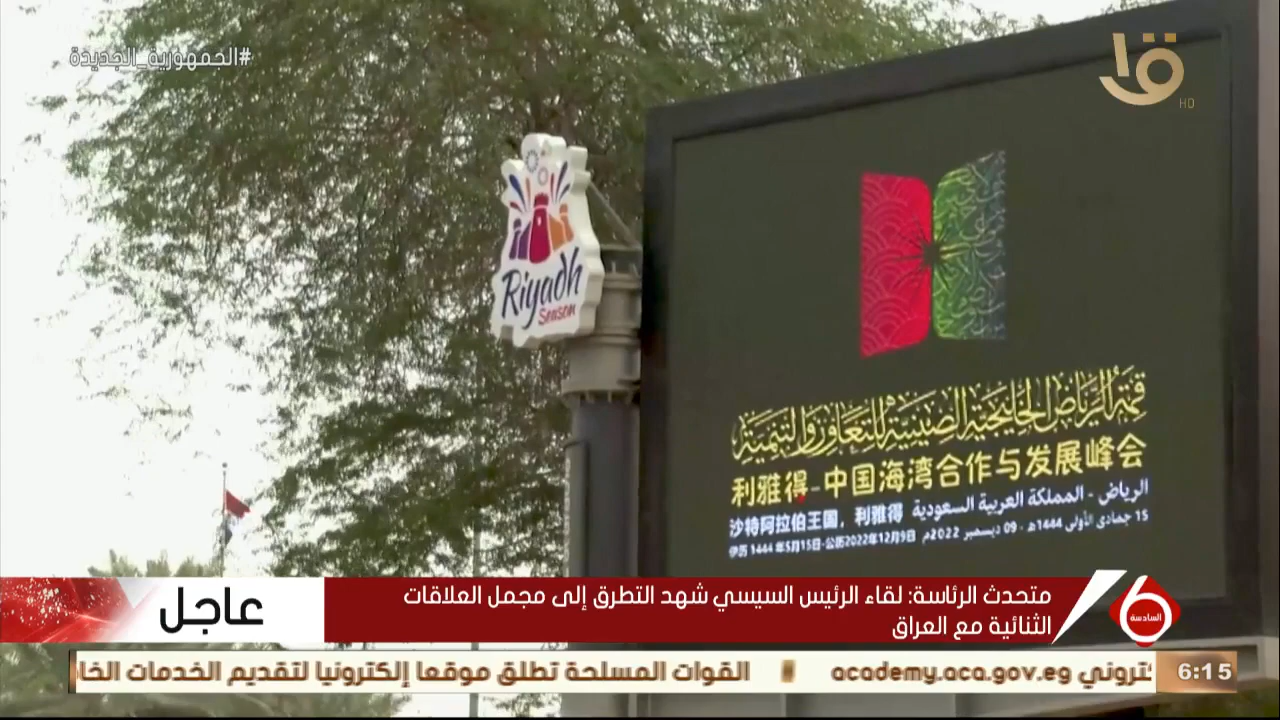 #الجمهورية_الجديدة
HD
Riyadh
Season
قمة الرياض الخليجية الصينية للتعاون والتنمية
利雅得-中国海湾合作与发展峰会
الرياض - المملكة العربية السعودية 沙特阿拉伯王国，利雅得
15 جمادى الأولى 1444هـ - 09 ديسمبر 2022م 伊历 1444 年5月15日-公历2022年12月9日
عاجل
متحدث الرئاسة: لقاء الرئيس السيسي شهد التطرق إلى مجمل العلاقات
الثنائية مع العراق
السادسة
كتروني academy.aca.gov.eg القوات المسلحة تطلق موقعا إلكترونيا لتقديم الخدمات الخا
6:15